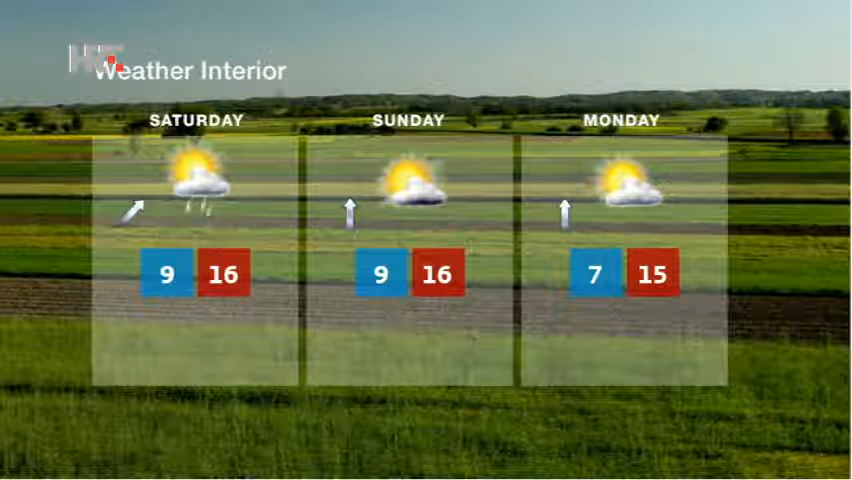 HRT
Weather Interior
SATURDAY SUNDAY MONDAY
9 16 9 16 7 15